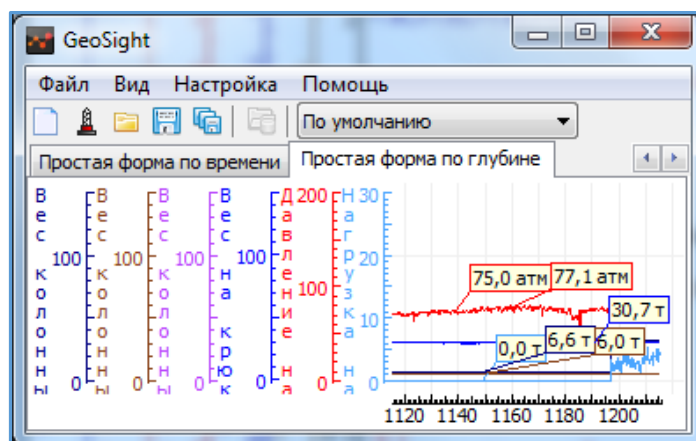 GeoSight
Файл Вид Настройка Помощь
По умолчанию
Простая форма по времени Простая форма по глубине
Вес колонны
100
0
Вес колонны
100
0
Вес колонны
100
0
Вес на крюк
100
0
Давление на
200
100
0
Нагрузка на
30
20
10
0
75,0 атм 77,1 атм
30,7 т
0,0 т 6,6 т 6,0 т
1120 1140 1160 1180 1200